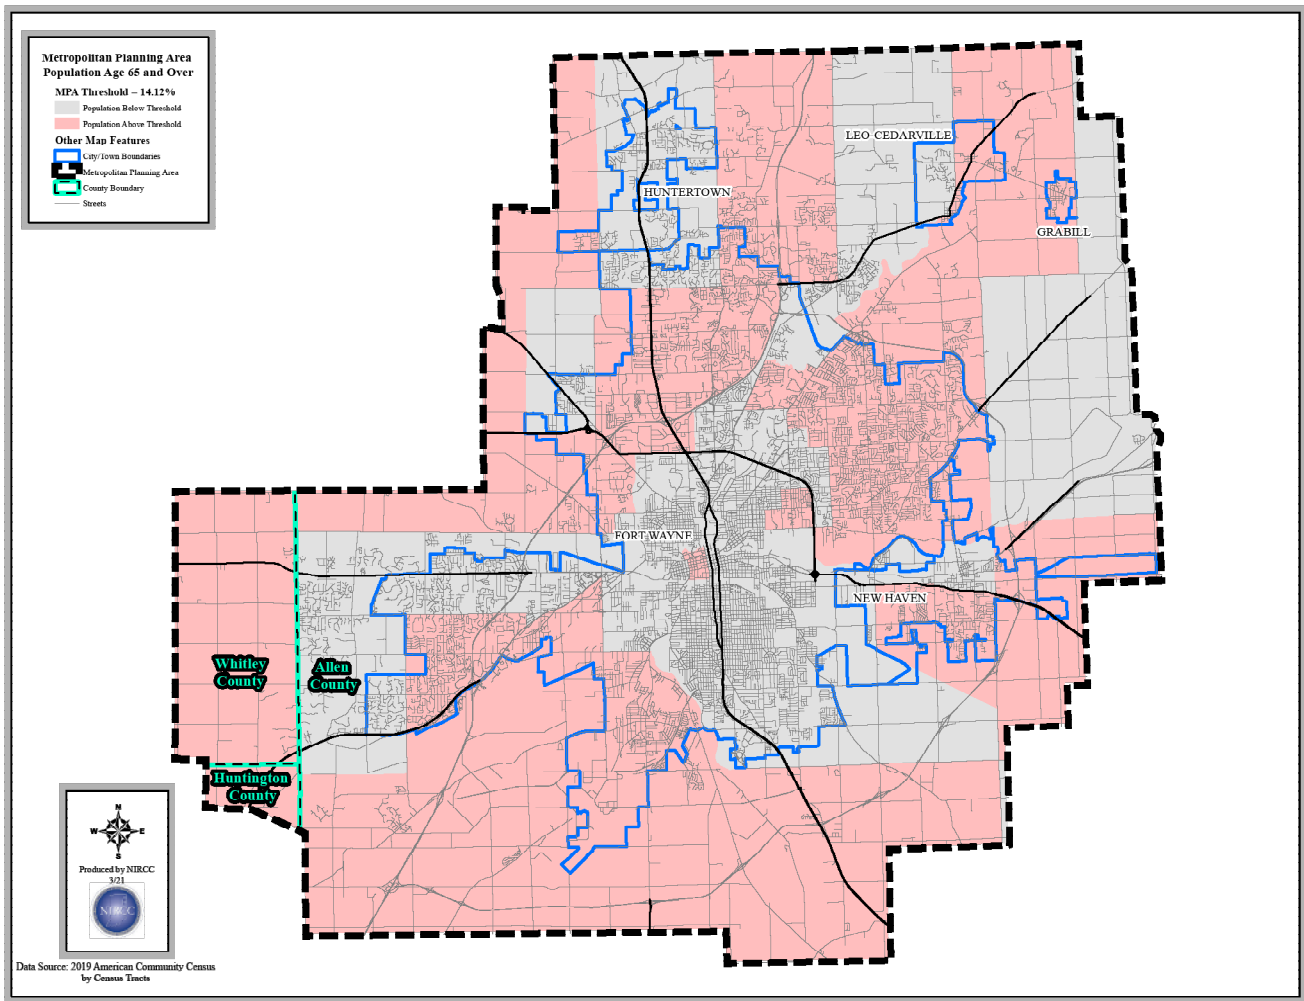 Metropolitan Planning Area
Population Age 65 and Over
MPA Threshold – 14.12%
Population Below Threshold
Population Above Threshold
Other Map Features
City/Town Boundaries
Metropolitan Planning Area
County Boundary
Streets
LEO-CEDARVILLE
HUNTERTOWN
GRABILL
FORT WAYNE
NEW HAVEN
Whitley
County
Allen
County
Huntington
County
N
W E
S
Produced by NIRCC
3/21
NIRCC
Data Source: 2019 American Community Census
by Census Tracts